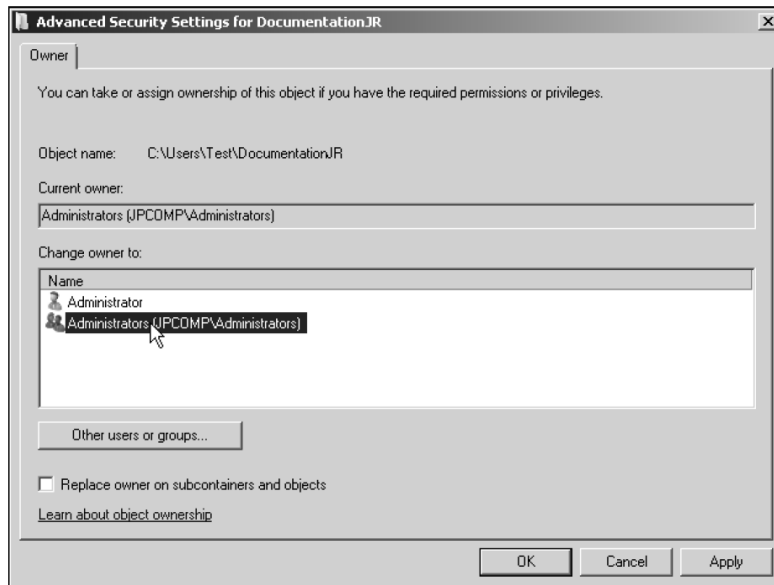 Advanced Security Settings for DocumentationJR
Owner
You can take or assign ownership of this object if you have the required permissions or privileges.
Object name: C:\Users\Test\DocumentationJR
Current owner:
Administrators (JPCOMP\Administrators)
Change owner to:
Name
Administrator
Administrators (JPCOMP\Administrators)
Other users or groups...
Replace owner on subcontainers and objects
Learn about object ownership
OK Cancel Apply